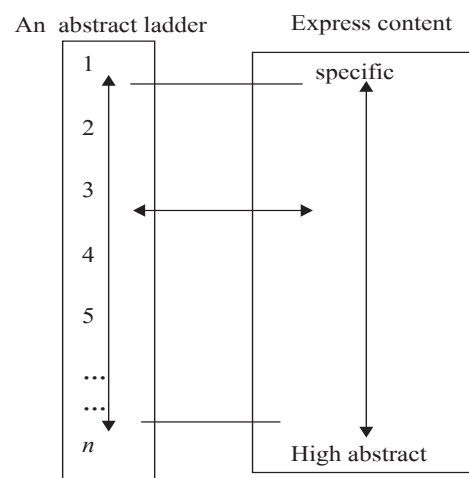 An abstract ladder
Express content
1
specific
2
3
4
5
...
...
n
High abstract